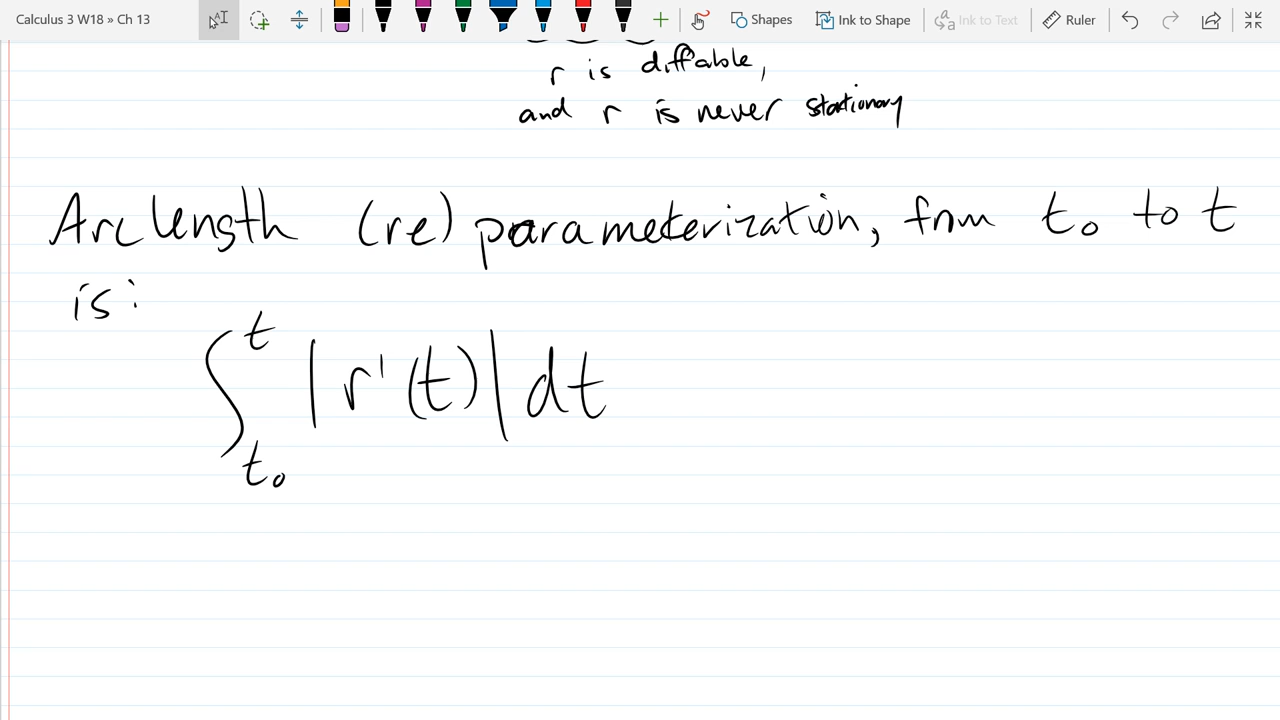 Calculus 3 W18 » Ch 13
Shapes
Ink to Shape
Ink to Text
Ruler
r is diffable,
and r is never stationary
Arc length (re) parameterization, from t₀ to t
is:
∫ₜ₀ᵗ |r'(t)| dt